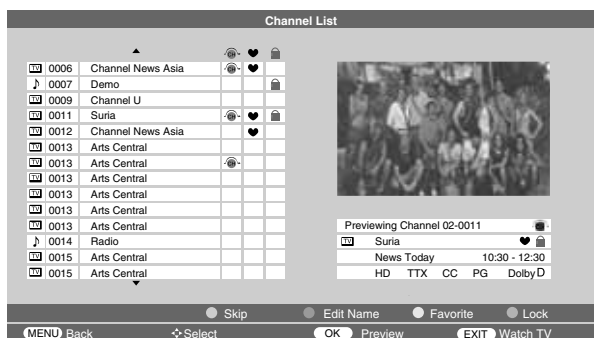 Channel List
CH
TV 0006 Channel News Asia CH
0007 Demo
TV 0009 Channel U
TV 0011 Suria CH
TV 0012 Channel News Asia
TV 0013 Arts Central
TV 0013 Arts Central CH
TV 0013 Arts Central
TV 0013 Arts Central
TV 0013 Arts Central
TV 0013 Arts Central
0014 Radio
TV 0015 Arts Central
TV 0015 Arts Central
Previewing Channel 02-0011
TV Suria
News Today 10:30 - 12:30
HD TTX CC PG Dolby D
Skip Edit Name Favorite Lock
MENU Back Select OK Preview EXIT Watch TV